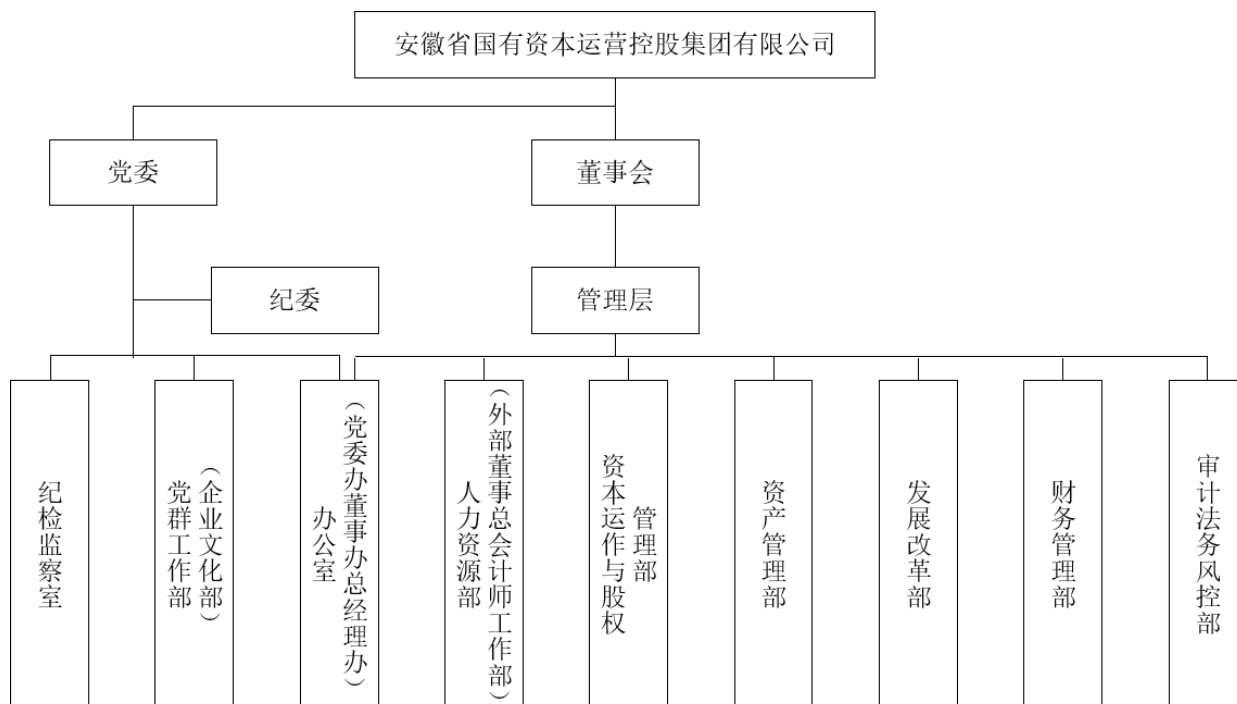 安徽省国有资本运营控股集团有限公司
党委
董事会
纪委
管理层
纪检监察室
党群工作部
（企业文化部）
办公室
（党委办董事办总经理办）
人力资源部
（外部董事总会计师工作部）
资本运作与股权
管理部
资产管理部
发展改革部
财务管理部
审计法务风控部